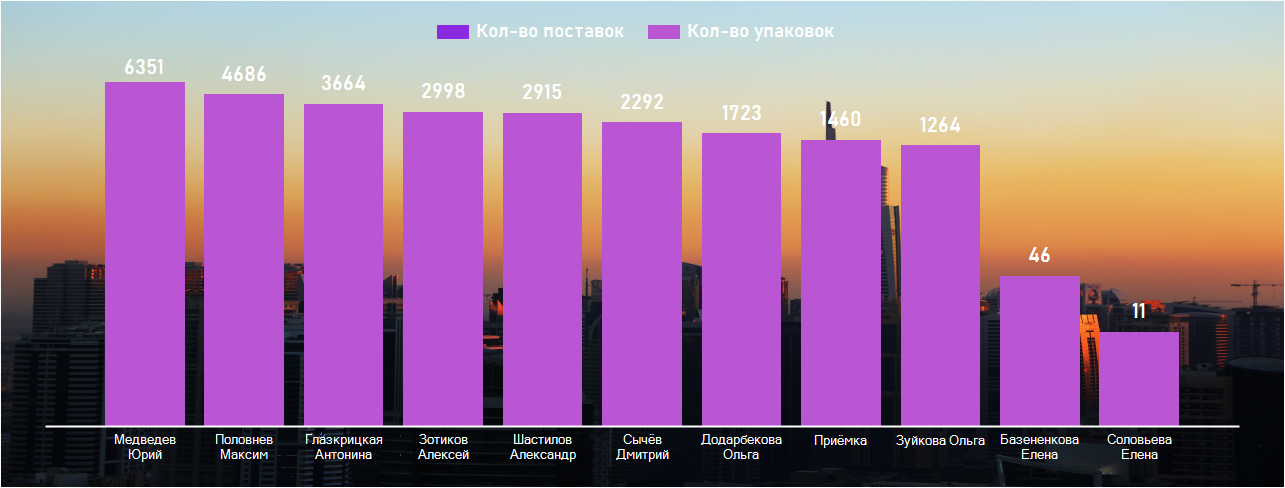 Кол-во поставок Кол-во упаковок
6351 4686 3664 2998 2915 2292 1723 1460 1264 46 11
Медведев Половнев Глазкрицкая Зотиков Шастилов Сычёв Додарбекова Приёмка Зуйкова Ольга Базененкова Соловьева
Юрий Максим Антонина Алексей Александр Дмитрий Ольга Елена Елена